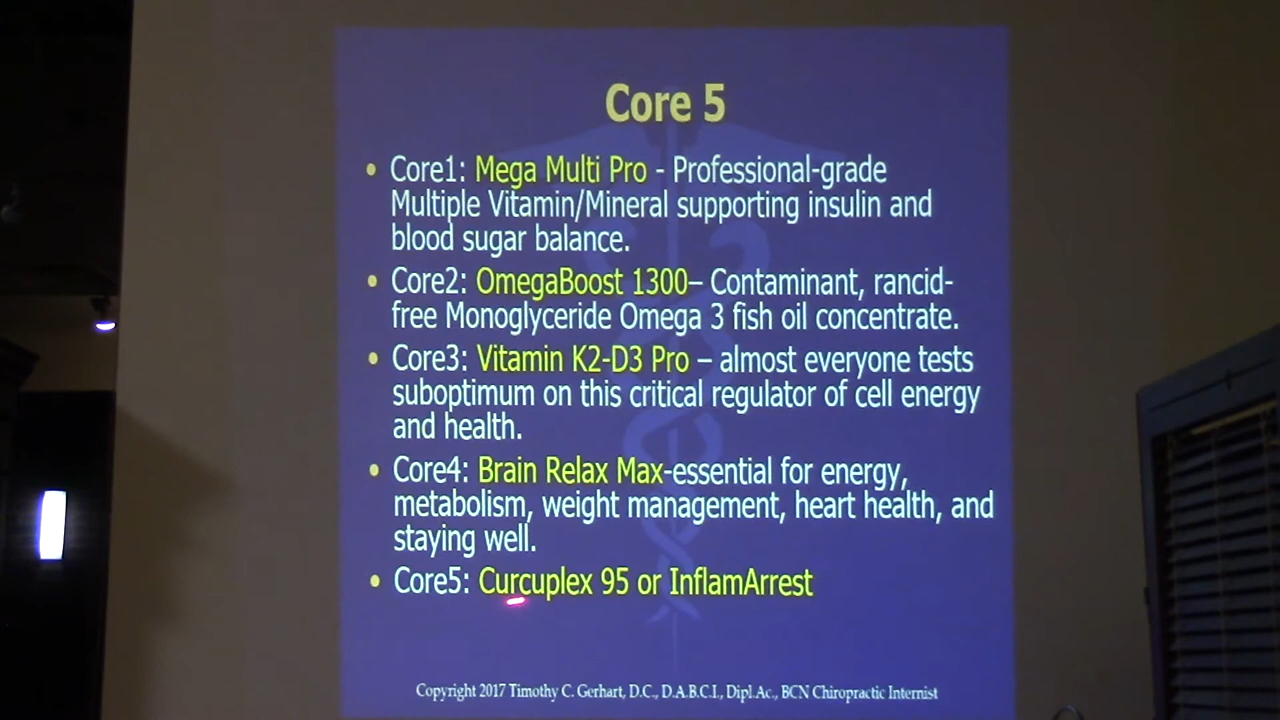 Core 5
• Core1: Mega Multi Pro - Professional-grade
Multiple Vitamin/Mineral supporting insulin and
blood sugar balance.
• Core2: OmegaBoost 1300– Contaminant, rancid-
free Monoglyceride Omega 3 fish oil concentrate.
• Core3: Vitamin K2-D3 Pro – almost everyone tests
suboptimum on this critical regulator of cell energy
and health.
• Core4: Brain Relax Max-essential for energy,
metabolism, weight management, heart health, and
staying well.
• Core5: Curcuplex 95 or InflamArrest
Copyright 2017 Timothy C. Gerhart, D.C., D.A.B.C.I., Dipl.Ac., BCN Chiropractic Internist